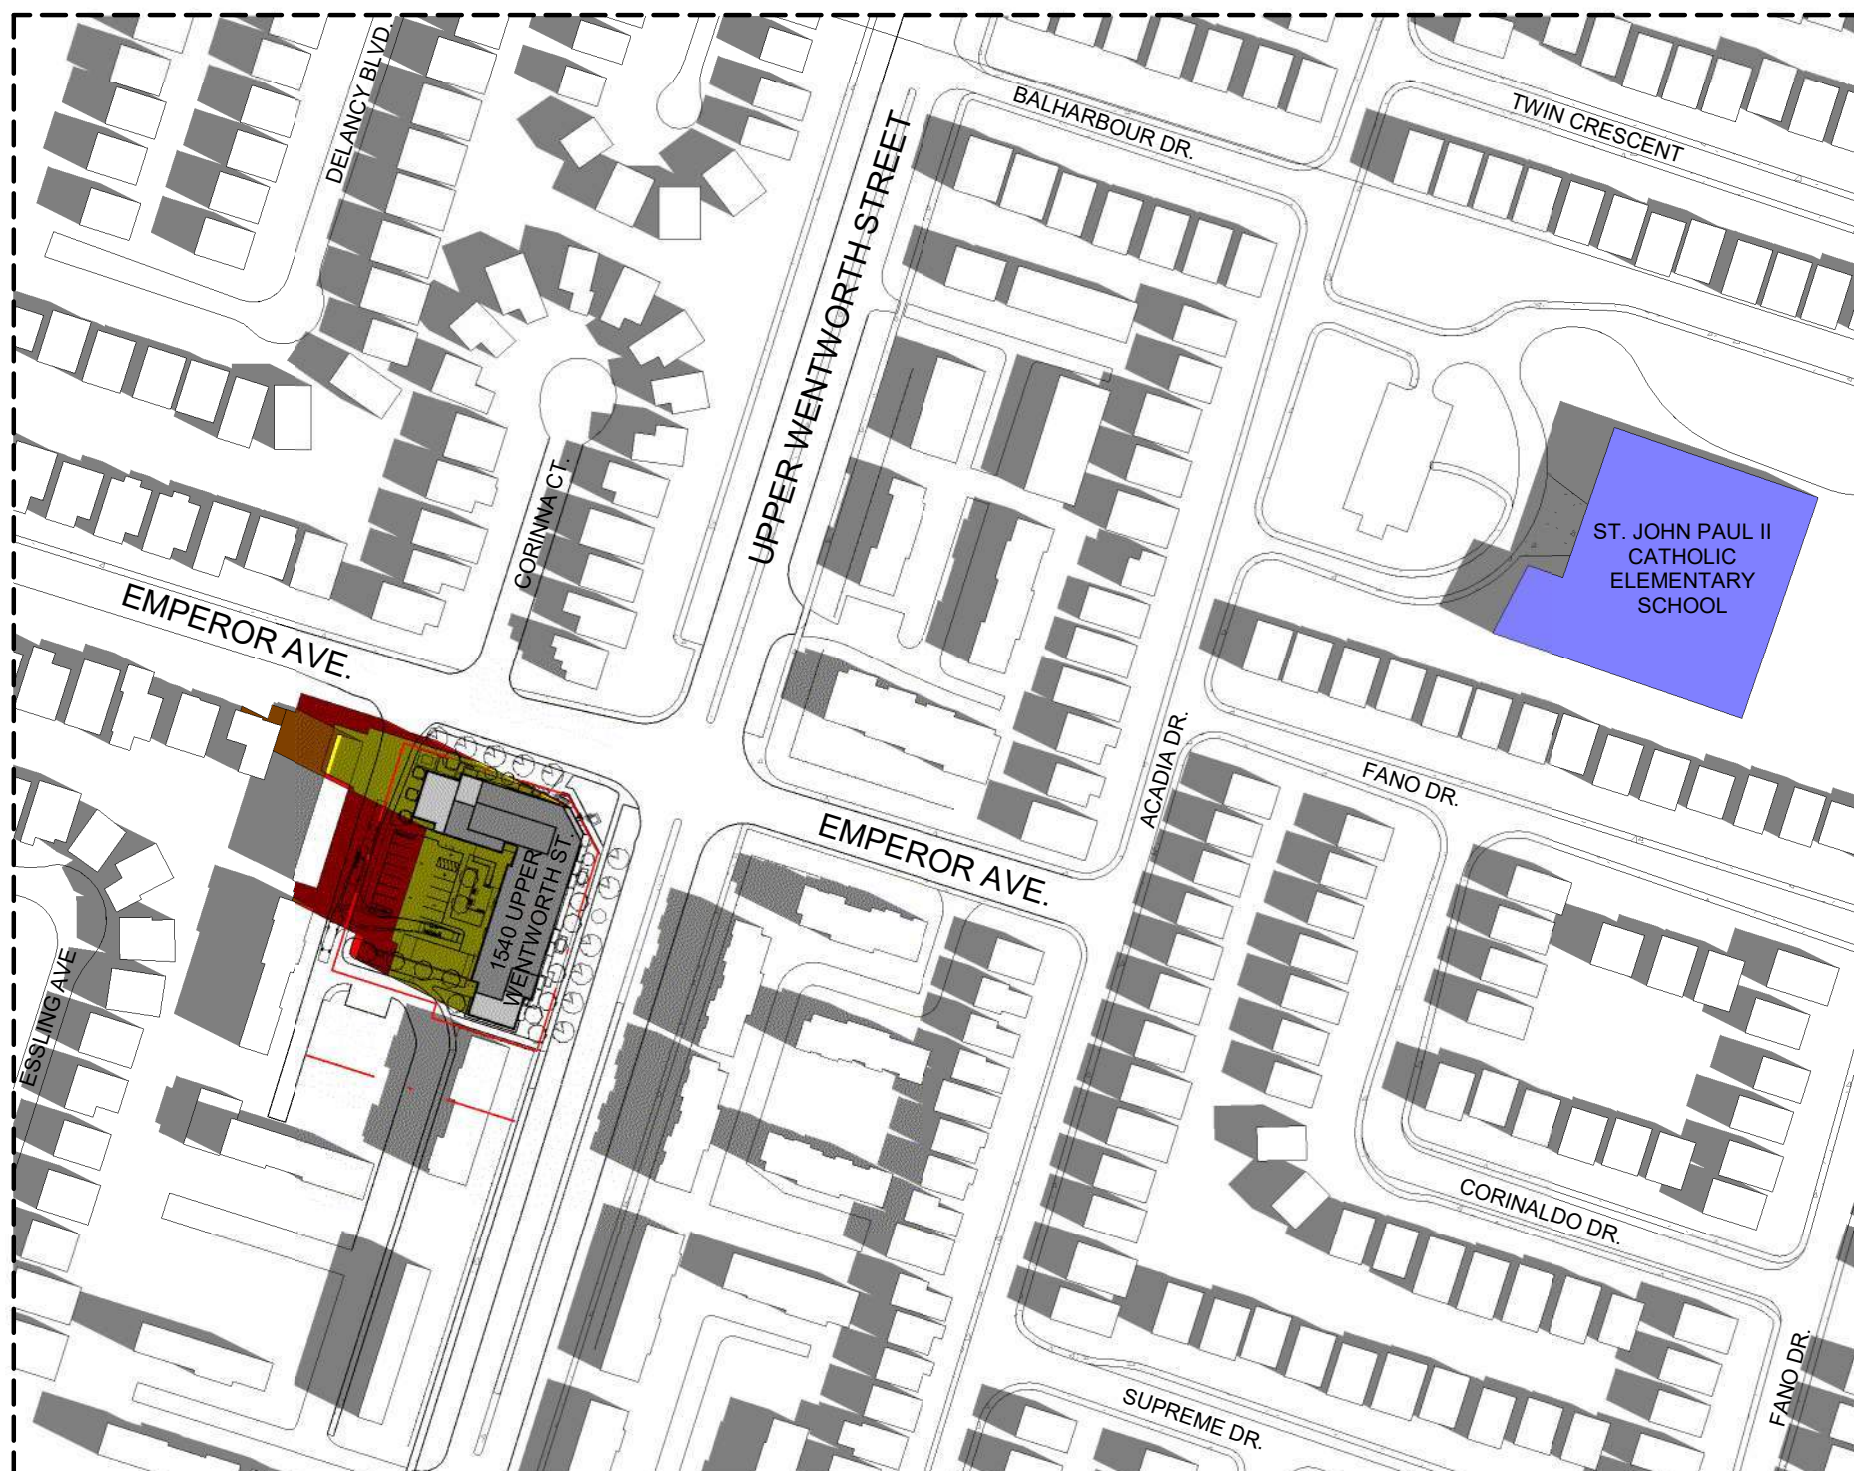 DELANCY BLVD.
BALHARBOUR DR.
TWIN CRESCENT
UPPER WENTWORTH STREET
CORINNA CT.
EMPEROR AVE.
ST. JOHN PAUL II
CATHOLIC
ELEMENTARY
SCHOOL
ACADIA DR.
FANO DR.
EMPEROR AVE.
1540 UPPER
WENTWORTH ST.
ESSLING AVE
CORINALDO DR.
FANO DR.
SUPREME DR.